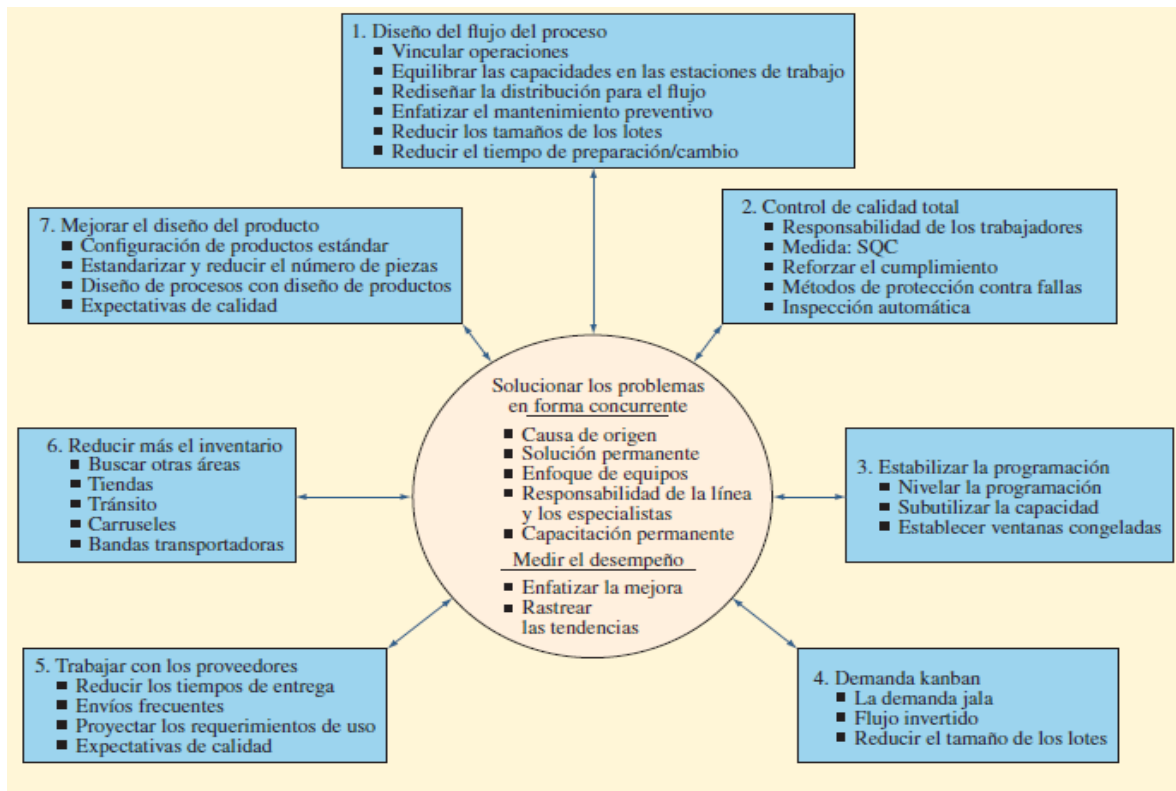 1. Diseño del flujo del proceso
■ Vincular operaciones
■ Equilibrar las capacidades en las estaciones de trabajo
■ Rediseñar la distribución para el flujo
■ Enfatizar el mantenimiento preventivo
■ Reducir los tamaños de los lotes
■ Reducir el tiempo de preparación/cambio
2. Control de calidad total
■ Responsabilidad de los trabajadores
■ Medida: SQC
■ Reforzar el cumplimiento
■ Métodos de protección contra fallas
■ Inspección automática
3. Estabilizar la programación
■ Nivelar la programación
■ Subutilizar la capacidad
■ Establecer ventanas congeladas
4. Demanda kanban
■ La demanda jala
■ Flujo invertido
■ Reducir el tamaño de los lotes
5. Trabajar con los proveedores
■ Reducir los tiempos de entrega
■ Envíos frecuentes
■ Proyectar los requerimientos de uso
■ Expectativas de calidad
6. Reducir más el inventario
■ Buscar otras áreas
■ Tiendas
■ Tránsito
■ Carruseles
■ Bandas transportadoras
7. Mejorar el diseño del producto
■ Configuración de productos estándar
■ Estandarizar y reducir el número de piezas
■ Diseño de procesos con diseño de productos
■ Expectativas de calidad
Solucionar los problemas
en forma concurrente
■ Causa de origen
■ Solución permanente
■ Enfoque de equipos
■ Responsabilidad de la línea
y los especialistas
■ Capacitación permanente
Medir el desempeño
■ Enfatizar la mejora
■ Rastrear
las tendencias